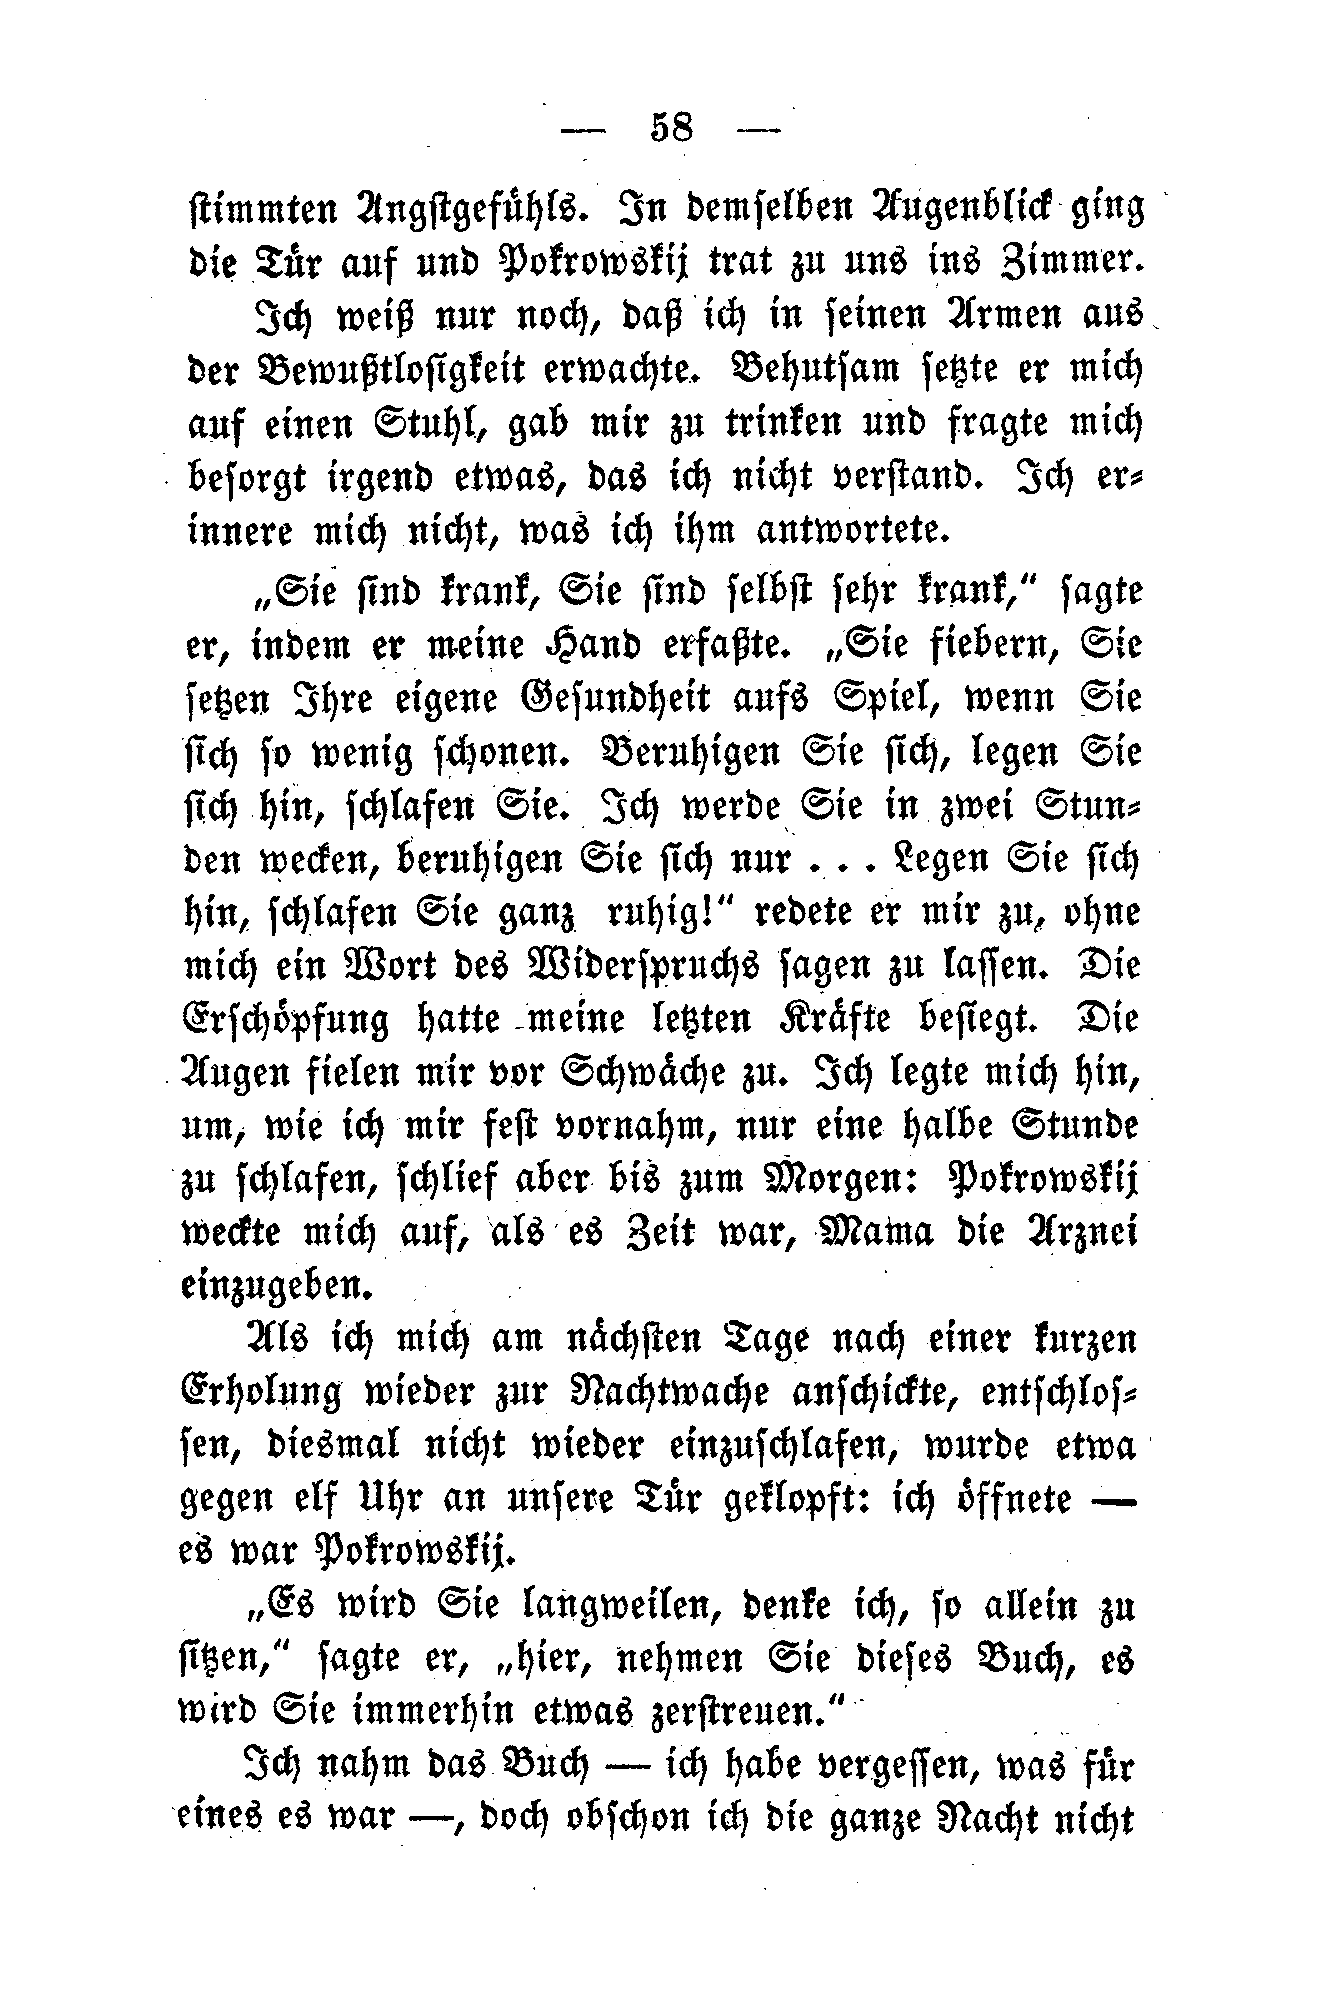 — 58 —
stimmten Angstgefühls. In demselben Augenblick ging
die Tür auf und Pokrowskij trat zu uns ins Zimmer.
Ich weiß nur noch, daß ich in seinen Armen aus
der Bewußtlosigkeit erwachte. Behutsam setzte er mich
auf einen Stuhl, gab mir zu trinken und fragte mich
besorgt irgend etwas, das ich nicht verstand. Ich er-
innere mich nicht, was ich ihm antwortete.
„Sie sind krank, Sie sind selbst sehr krank,“ sagte
er, indem er meine Hand erfaßte. „Sie fiebern, Sie
setzen Ihre eigene Gesundheit aufs Spiel, wenn Sie
sich so wenig schonen. Beruhigen Sie sich, legen Sie
sich hin, schlafen Sie. Ich werde Sie in zwei Stun-
den wecken, beruhigen Sie sich nur . . . Legen Sie sich
hin, schlafen Sie ganz ruhig!“ redete er mir zu, ohne
mich ein Wort des Widerspruchs sagen zu lassen. Die
Erschöpfung hatte meine letzten Kräfte besiegt. Die
Augen fielen mir vor Schwäche zu. Ich legte mich hin,
um, wie ich mir fest vornahm, nur eine halbe Stunde
zu schlafen, schlief aber bis zum Morgen: Pokrowskij
weckte mich auf, als es Zeit war, Mama die Arznei
einzugeben.
Als ich mich am nächsten Tage nach einer kurzen
Erholung wieder zur Nachtwache anschickte, entschlos-
sen, diesmal nicht wieder einzuschlafen, wurde etwa
gegen elf Uhr an unsere Tür geklopft: ich öffnete —
es war Pokrowskij.
„Es wird Sie langweilen, denke ich, so allein zu
sitzen,“ sagte er, „hier, nehmen Sie dieses Buch, es
wird Sie immerhin etwas zerstreuen.“
Ich nahm das Buch — ich habe vergessen, was für
eines es war —, doch obschon ich die ganze Nacht nicht